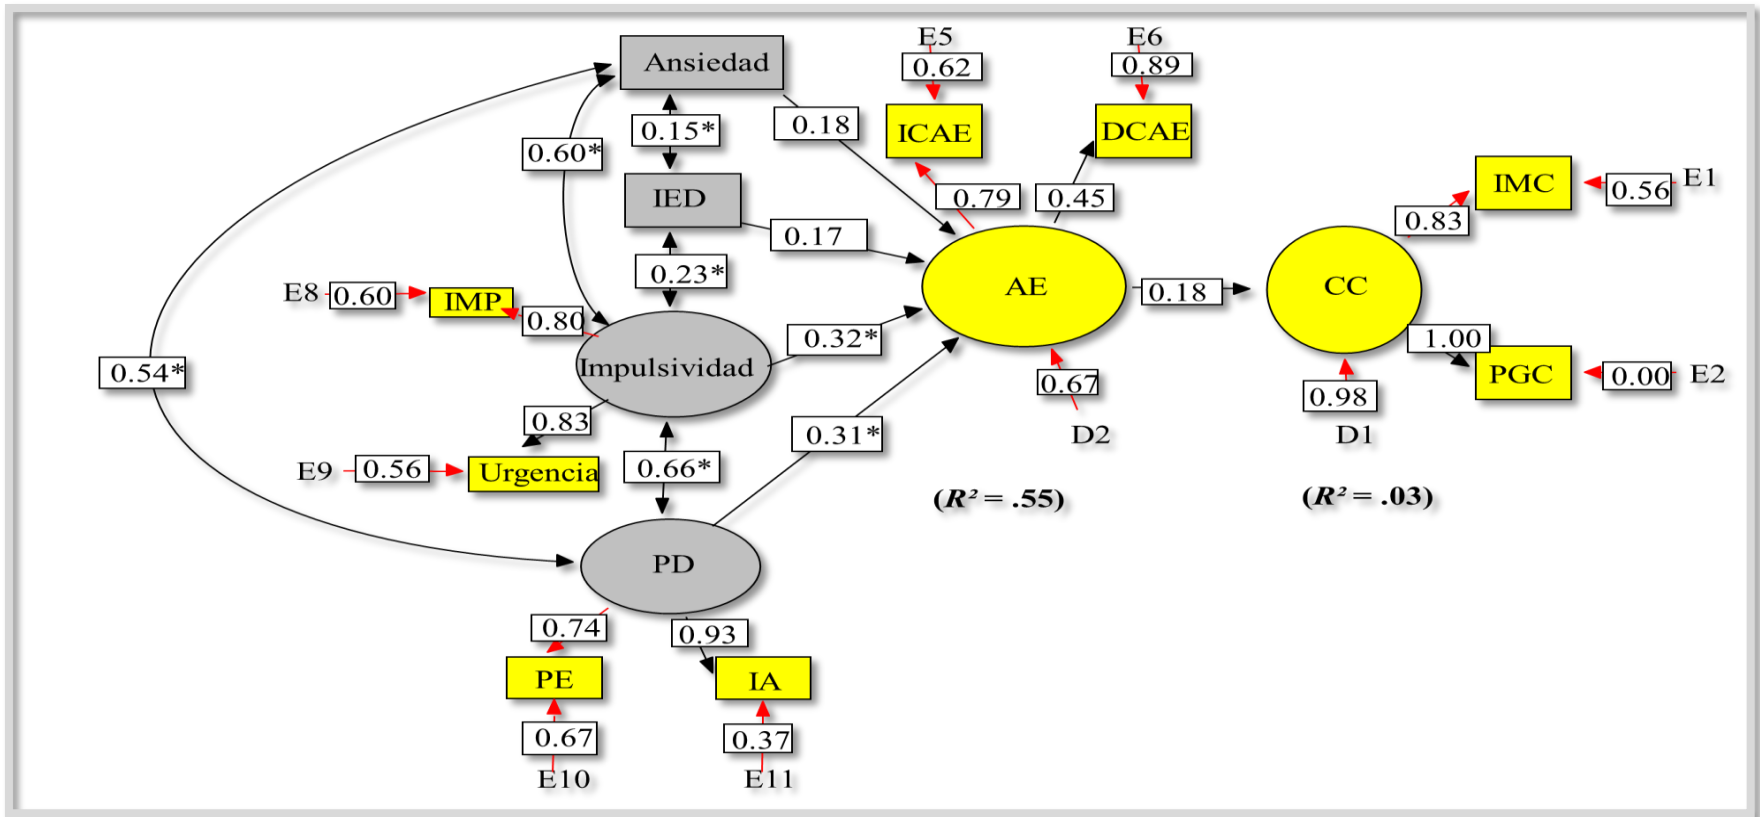 E5
E6
Ansiedad
0.62
0.89
0.18
ICAE
DCAE
0.15*
0.60*
IMC
0.56
E1
IED
0.79
0.45
0.83
0.17
0.23*
AE
0.18
CC
E8
0.60
IMP
0.80
0.32*
1.00
0.54*
Impulsividad
0.67
PGC
0.00
E2
0.98
0.83
0.31*
D2
D1
E9
0.56
Urgencia
0.66*
(R² = .55)
(R² = .03)
PD
0.74
0.93
PE
IA
0.67
0.37
E10
E11